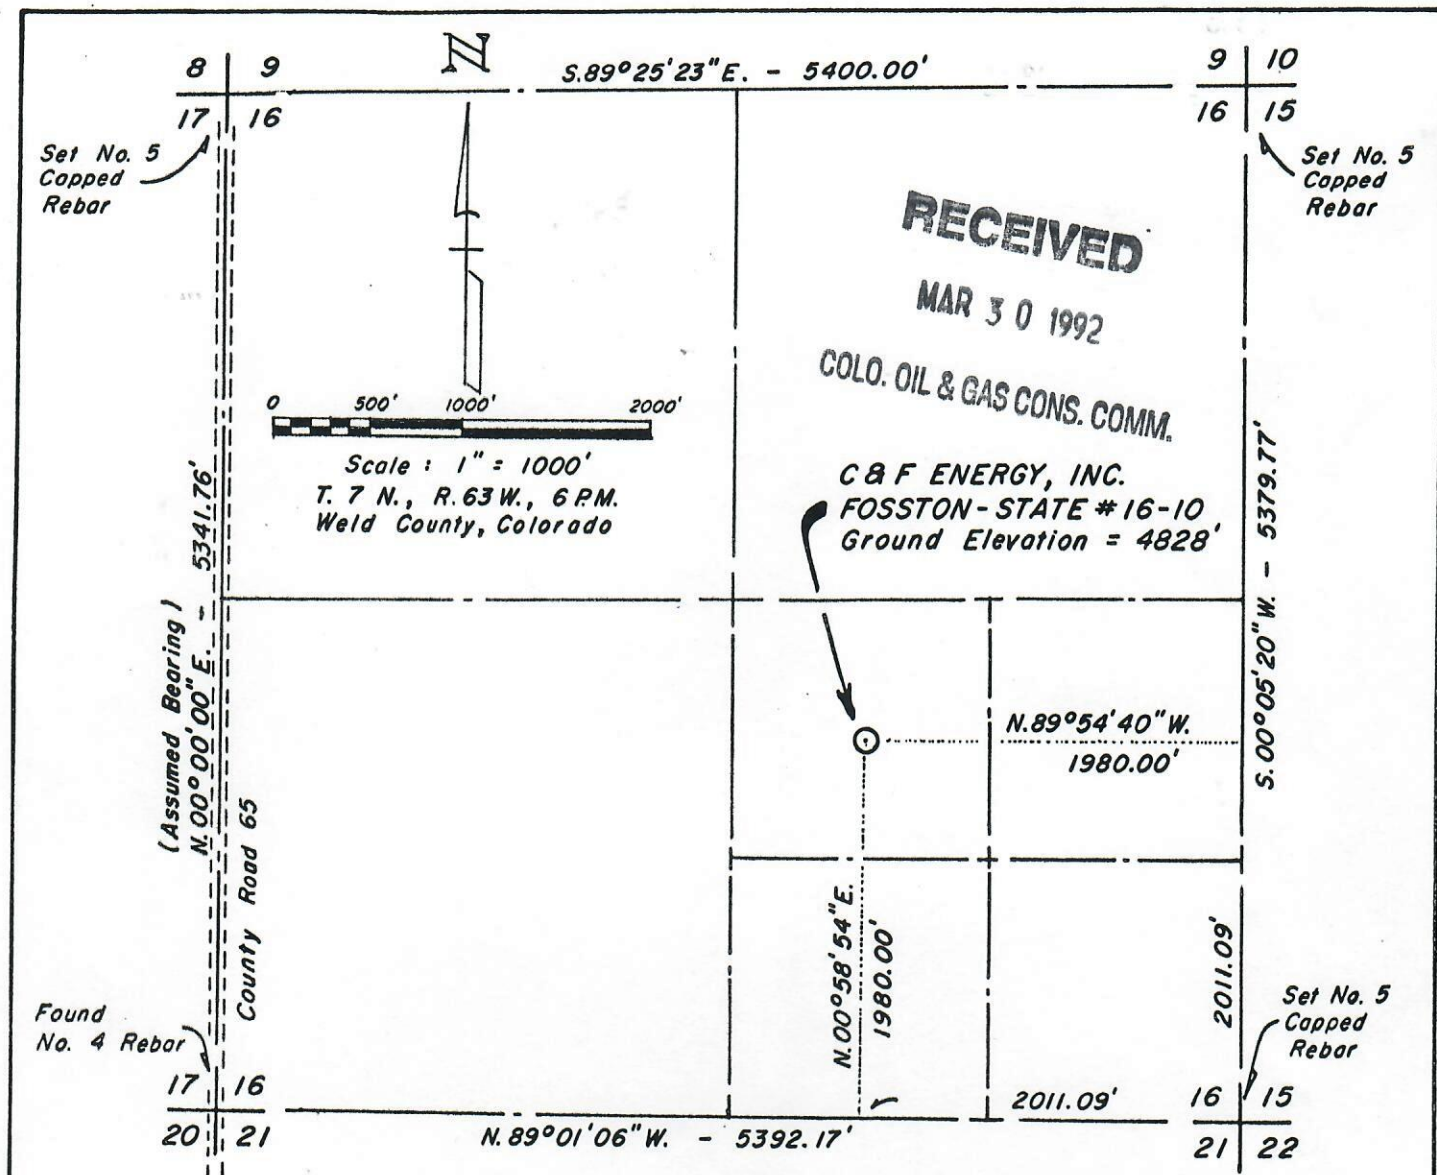 8 9
N
S.89°25'23"E. - 5400.00'
9 10
17 16
16 15
Set No. 5
Capped
Rebar
Set No. 5
Capped
Rebar
RECEIVED
MAR 30 1992
COLO. OIL & GAS CONS. COMM.
0 500' 1000' 2000'
Scale : 1" = 1000'
T. 7 N., R. 63 W., 6 P.M.
Weld County, Colorado
C & F ENERGY, INC.
FOSSTON - STATE # 16-10
Ground Elevation = 4828'
(Assumed Bearing)
N.00°00'00"E. - 5341.76'
County Road 65
S.00°05'20"W. - 5379.77'
N.89°54'40"W.
1980.00'
N.00°58'54"E.
1980.00'
2011.09'
Found
No. 4 Rebar
Set No. 5
Capped
Rebar
17 16
2011.09'
16 15
20 21
N.89°01'06"W. - 5392.17'
21 22